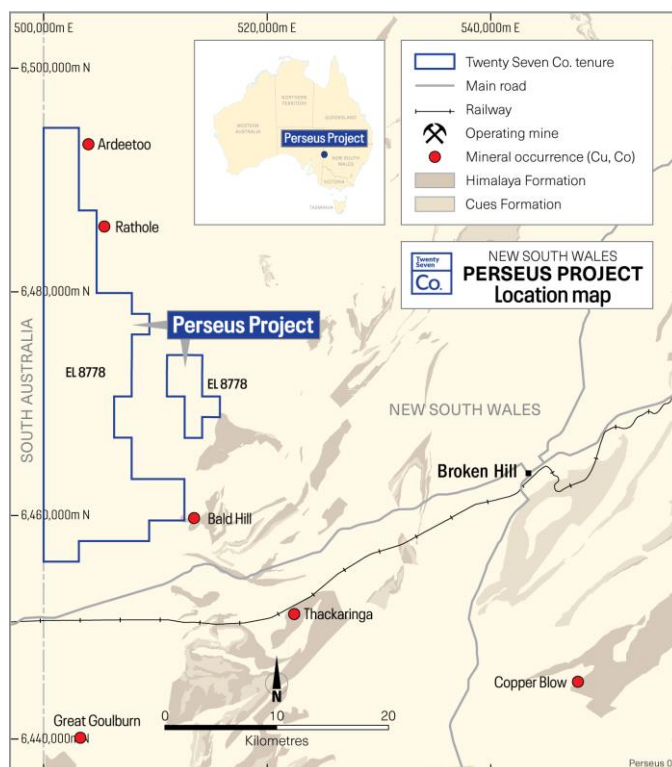 500,000m E
520,000m E
540,000m E
6,500,000m N
Twenty Seven Co. tenure
Main road
Railway
Operating mine
Mineral occurrence (Cu, Co)
Himalaya Formation
Cues Formation
NORTHERN
TERRITORY
QUEENSLAND
WESTERN
AUSTRALIA
Perseus Project
NEW SOUTH
WALES
VICTORIA
TASMANIA
Ardeetoo
Rathole
Twenty
Seven
Co.
NEW SOUTH WALES
PERSEUS PROJECT
Location map
6,480,000m N
Perseus Project
SOUTH AUSTRALIA
EL 8778
EL 8778
NEW SOUTH WALES
Broken Hill
6,460,000m N
Bald Hill
Thackaringa
Copper Blow
N
0
10
20
Kilometres
Great Goulburn
6,440,000m N